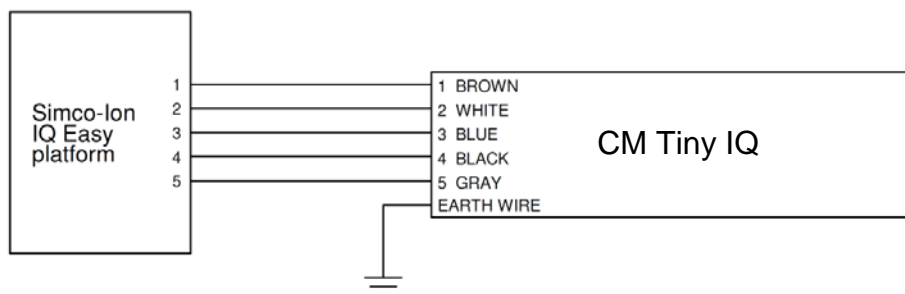 Simco-Ion
IQ Easy
platform
1
2
3
4
5
1 BROWN
2 WHITE
3 BLUE
4 BLACK
5 GRAY
EARTH WIRE
CM Tiny IQ